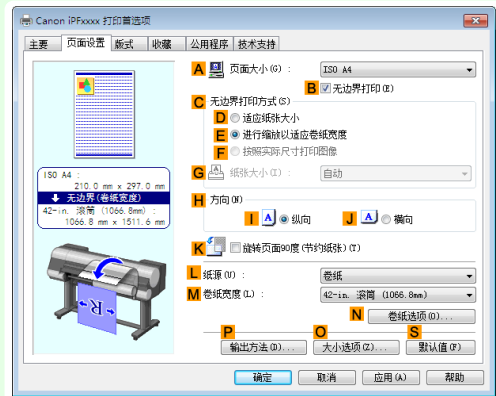 Canon iPFxxxx 打印首选项
主要 页面设置 版式 收藏 公用程序 技术支持
A 页面大小(G) : ISO A4
B 无边界打印(E)
C 无边界打印方式(S)
D 适应纸张大小
E 进行缩放以适应卷纸宽度
F 按照实际尺寸打印图像
G 纸张大小(I) : 自动
ISO A4 :
210.0 mm x 297.0 mm
无边界(卷纸宽度)
42-in. 滚筒 (1066.8mm) :
1066.8 mm x 1511.6 mm
H 方向(H)
I A 纵向 J A 横向
K 旋转页面90度(节约纸张)(T)
L 纸源(U) : 卷纸
M 卷纸宽度(L) : 42-in. 滚筒 (1066.8mm)
N 卷纸选项(O)...
R
P O S
输出方法(D)... 大小选项(Z)... 默认值(F)
确定 取消 应用(A) 帮助